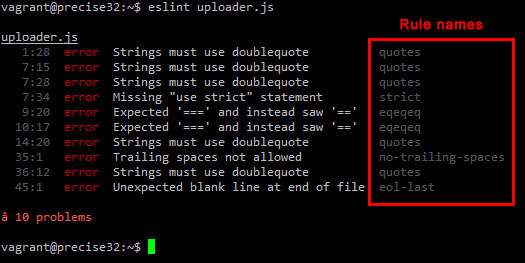 vagrant@precise32:~$ eslint uploader.js
Rule names
uploader.js
1:28 error Strings must use doublequote quotes
7:15 error Strings must use doublequote quotes
7:28 error Strings must use doublequote quotes
7:34 error Missing "use strict" statement strict
9:20 error Expected '===' and instead saw '==' eqeqeq
10:17 error Expected '===' and instead saw '==' eqeqeq
14:20 error Strings must use doublequote quotes
35:1 error Trailing spaces not allowed no-trailing-spaces
36:12 error Strings must use doublequote quotes
45:1 error Unexpected blank line at end of file eol-last
â 10 problems
vagrant@precise32:~$